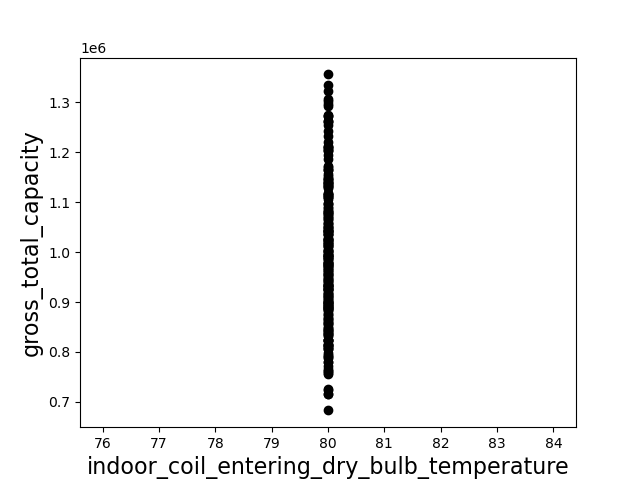 1e6
1.3
1.2
1.1
1.0
0.9
0.8
0.7
gross_total_capacity
76 77 78 79 80 81 82 83 84
indoor_coil_entering_dry_bulb_temperature